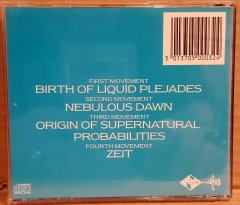 FIRST MOVEMENT
BIRTH OF LIQUID PLEJADES
SECOND MOVEMENT
NEBULOUS DAWN
THIRD MOVEMENT
ORIGIN OF SUPERNATURAL
PROBABILITIES
FOURTH MOVEMENT
ZEIT
5 013705 000324